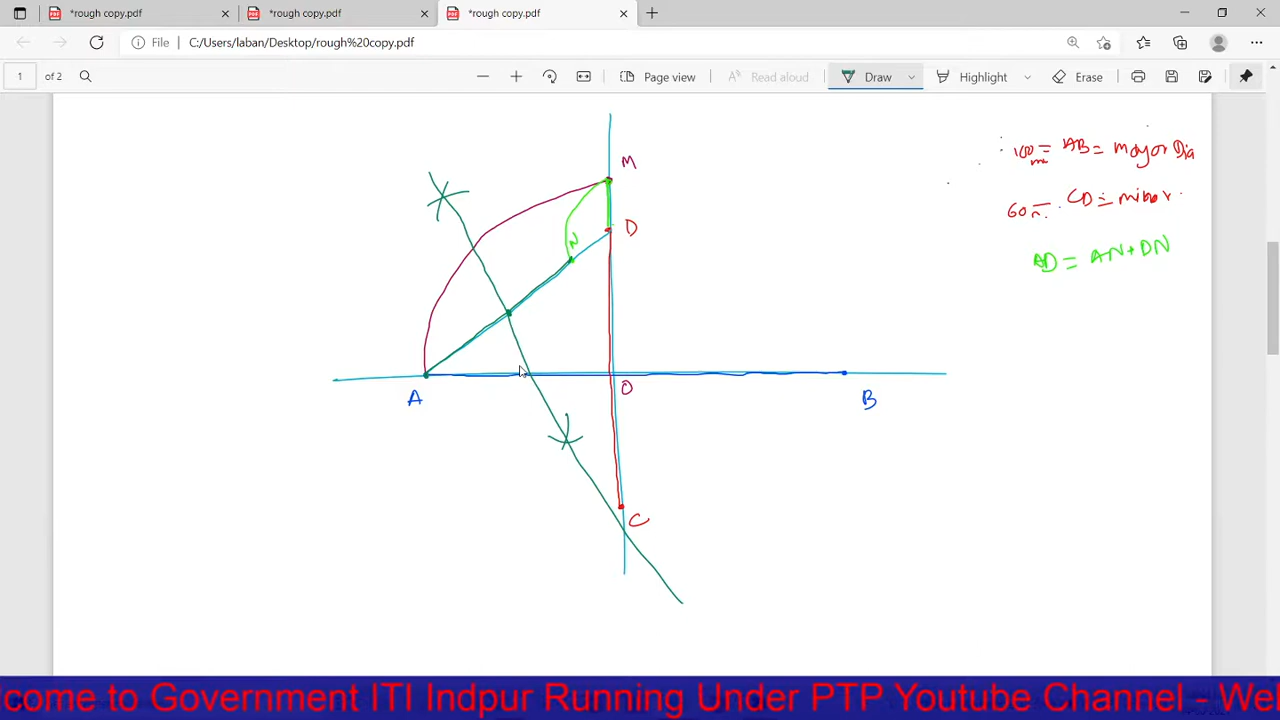 *rough copy.pdf
*rough copy.pdf
*rough copy.pdf
File
C:/Users/laban/Desktop/rough%20copy.pdf
1
of 2
Page view
Read aloud
Draw
Highlight
Erase
M
D
N
A
O
B
C
100 = AB = major Dia
60 CD = minor
AD = AN + DN
come to Government ITI Indpur Running Under PTP Youtube Channel - Wel